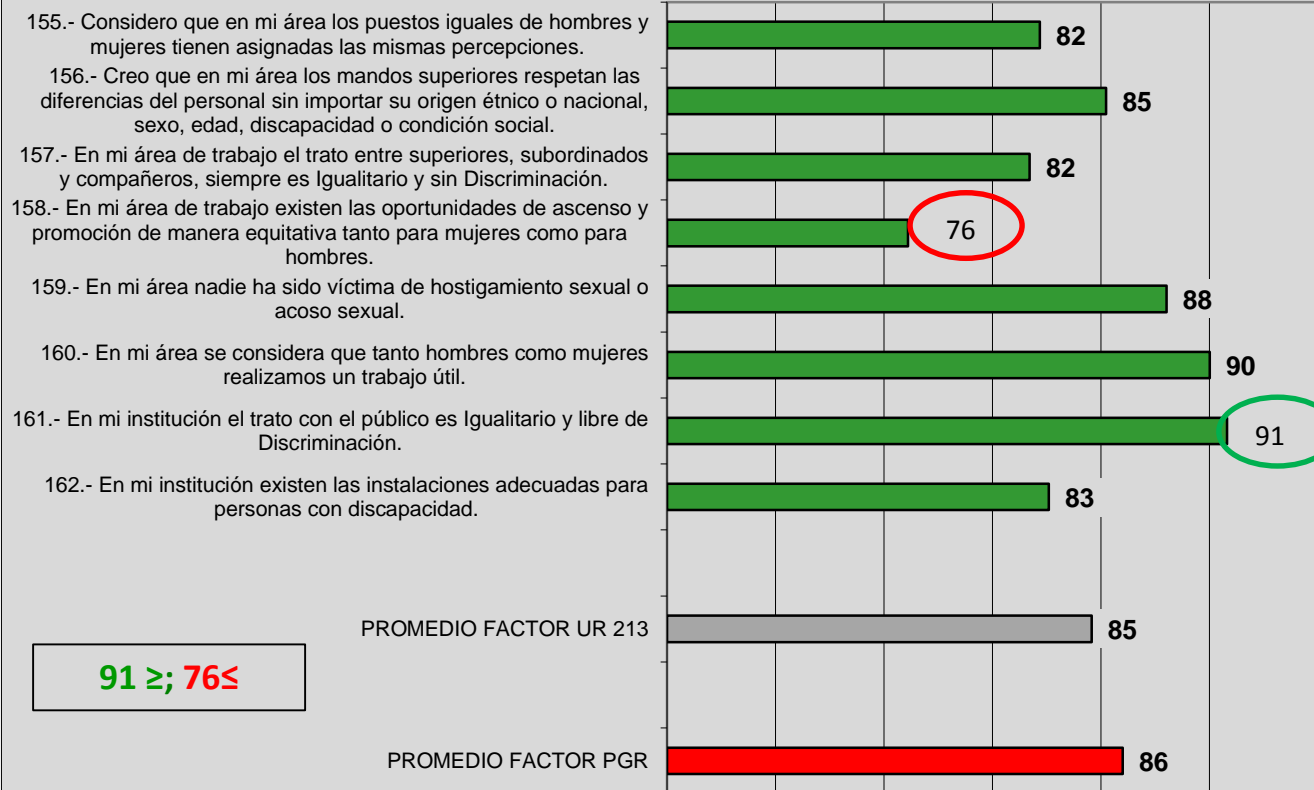 155.- Considero que en mi área los puestos iguales de hombres y
mujeres tienen asignadas las mismas percepciones.
82
156.- Creo que en mi área los mandos superiores respetan las
diferencias del personal sin importar su origen étnico o nacional,
sexo, edad, discapacidad o condición social.
85
157.- En mi área de trabajo el trato entre superiores, subordinados
y compañeros, siempre es Igualitario y sin Discriminación.
82
158.- En mi área de trabajo existen las oportunidades de ascenso y
promoción de manera equitativa tanto para mujeres como para
hombres.
76
159.- En mi área nadie ha sido víctima de hostigamiento sexual o
acoso sexual.
88
160.- En mi área se considera que tanto hombres como mujeres
realizamos un trabajo útil.
90
161.- En mi institución el trato con el público es Igualitario y libre de
Discriminación.
91
162.- En mi institución existen las instalaciones adecuadas para
personas con discapacidad.
83
PROMEDIO FACTOR UR 213
85
91 ≥; 76≤
PROMEDIO FACTOR PGR
86